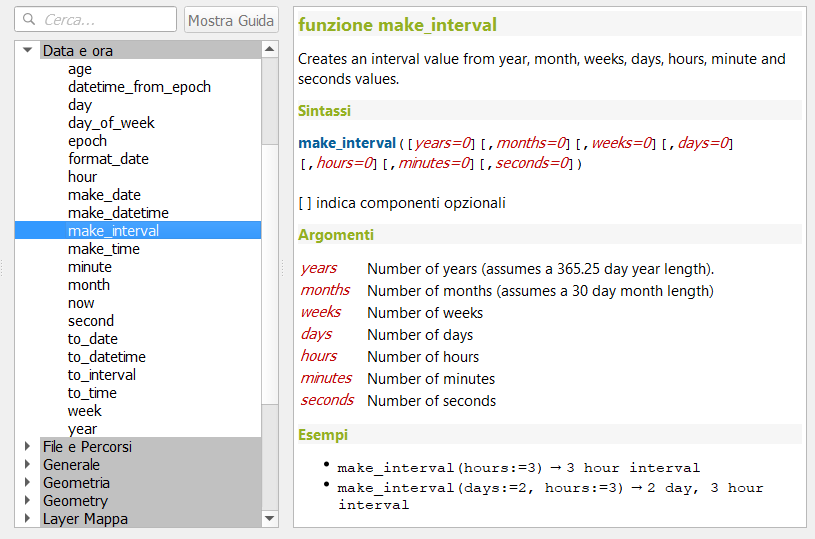 Cerca...
Mostra Guida
Data e ora
age
datetime_from_epoch
day
day_of_week
epoch
format_date
hour
make_date
make_datetime
make_interval
make_time
minute
month
now
second
to_date
to_datetime
to_interval
to_time
week
year
File e Percorsi
Generale
Geometria
Geometry
Layer Mappa
funzione make_interval
Creates an interval value from year, month, weeks, days, hours, minute and
seconds values.
Sintassi
make_interval([years=0][,months=0][,weeks=0][,days=0]
[,hours=0][,minutes=0][,seconds=0])
[ ] indica componenti opzionali
Argomenti
years Number of years (assumes a 365.25 day year length).
months Number of months (assumes a 30 day month length)
weeks Number of weeks
days Number of days
hours Number of hours
minutes Number of minutes
seconds Number of seconds
Esempi
• make_interval(hours:=3) → 3 hour interval
• make_interval(days:=2, hours:=3) → 2 day, 3 hour
interval